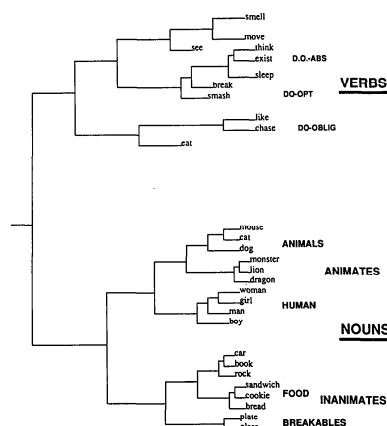 smell
move
see
think
exist D.O.-ABS
sleep
VERBS
break
smash DO-OPT
like
chase DO-OBLIG
eat
mouse
cat
dog ANIMALS
monster
lion ANIMATES
dragon
woman
girl HUMAN
man
boy
NOUNS
car
book
rock
sandwich
cookie FOOD INANIMATES
bread
plate
BREAKABLES